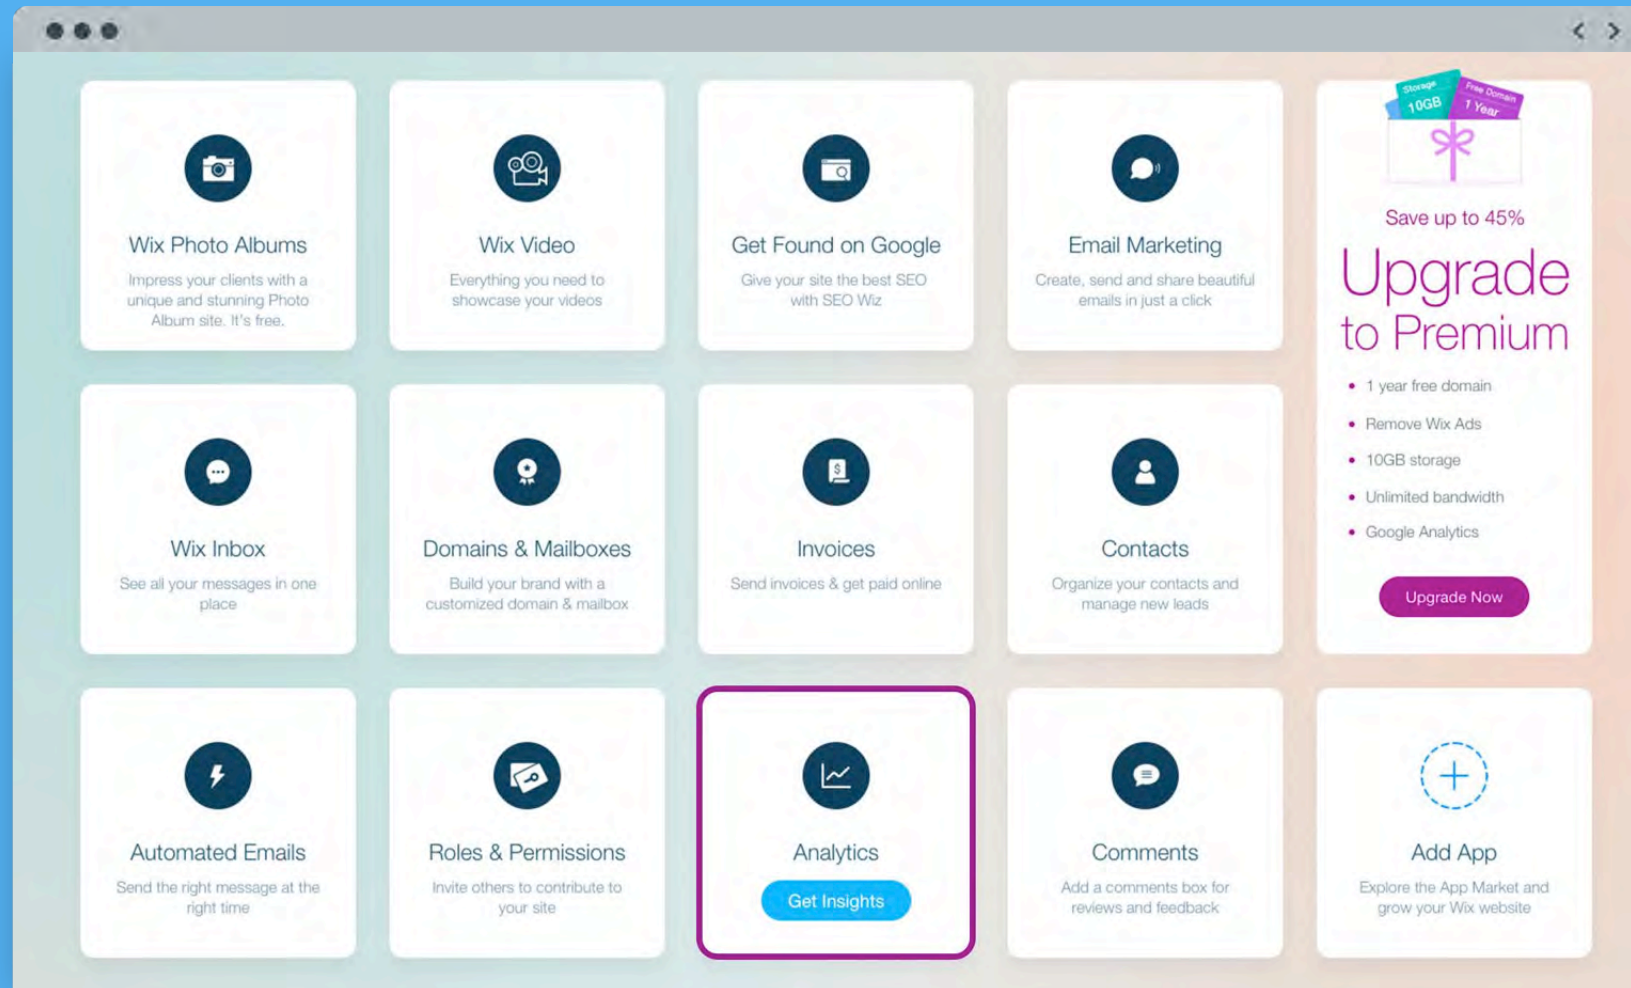 Wix Photo Albums
Impress your clients with a
unique and stunning Photo
Album site. It's free.
Wix Video
Everything you need to
showcase your videos
Get Found on Google
Give your site the best SEO
with SEO Wiz
Email Marketing
Create, send and share beautiful
emails in just a click
Storage
10GB
Free Domain
1 Year
Save up to 45%
Upgrade
to Premium
1 year free domain
Remove Wix Ads
10GB storage
Unlimited bandwidth
Google Analytics
Upgrade Now
Wix Inbox
See all your messages in one
place
Domains & Mailboxes
Build your brand with a
customized domain & mailbox
Invoices
Send invoices & get paid online
Contacts
Organize your contacts and
manage new leads
Automated Emails
Send the right message at the
right time
Roles & Permissions
Invite others to contribute to
your site
Analytics
Get Insights
Comments
Add a comments box for
reviews and feedback
Add App
Explore the App Market and
grow your Wix website